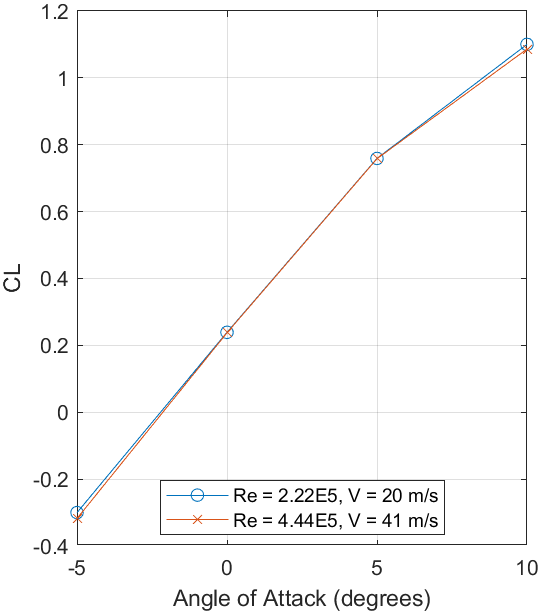 1.2
1
0.8
0.6
0.4
0.2
0
-0.2
-0.4
CL
Re = 2.22E5, V = 20 m/s
Re = 4.44E5, V = 41 m/s
-5 0 5 10
Angle of Attack (degrees)